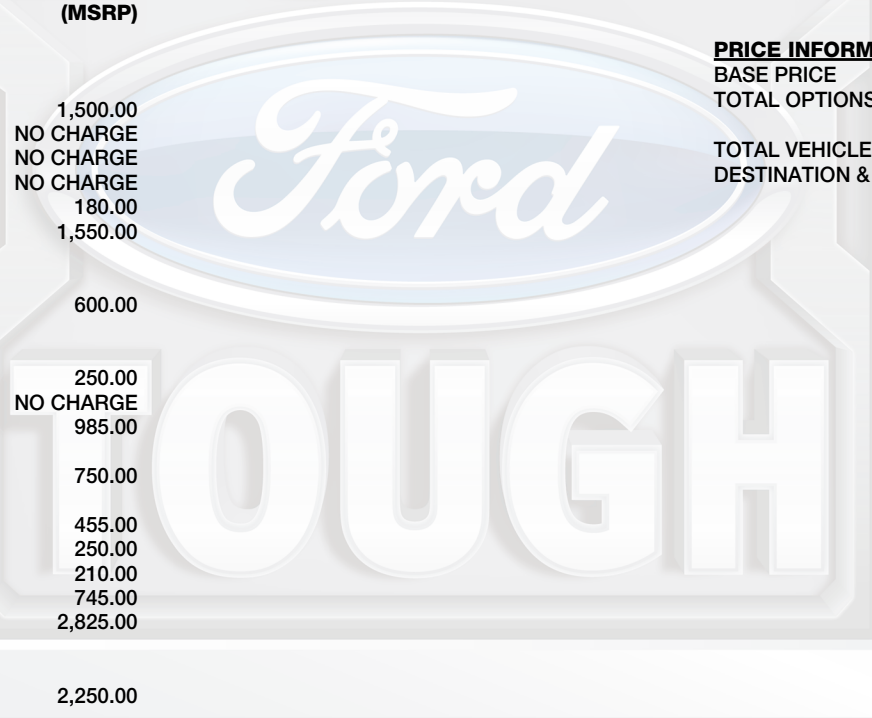 (MSRP)
1,500.00
NO CHARGE
NO CHARGE
NO CHARGE
180.00
1,550.00
600.00
250.00
NO CHARGE
985.00
750.00
455.00
250.00
210.00
745.00
2,825.00
2,250.00
PRICE INFORM
BASE PRICE
TOTAL OPTIONS
TOTAL VEHICLE
DESTINATION &
Ford
TOUGH